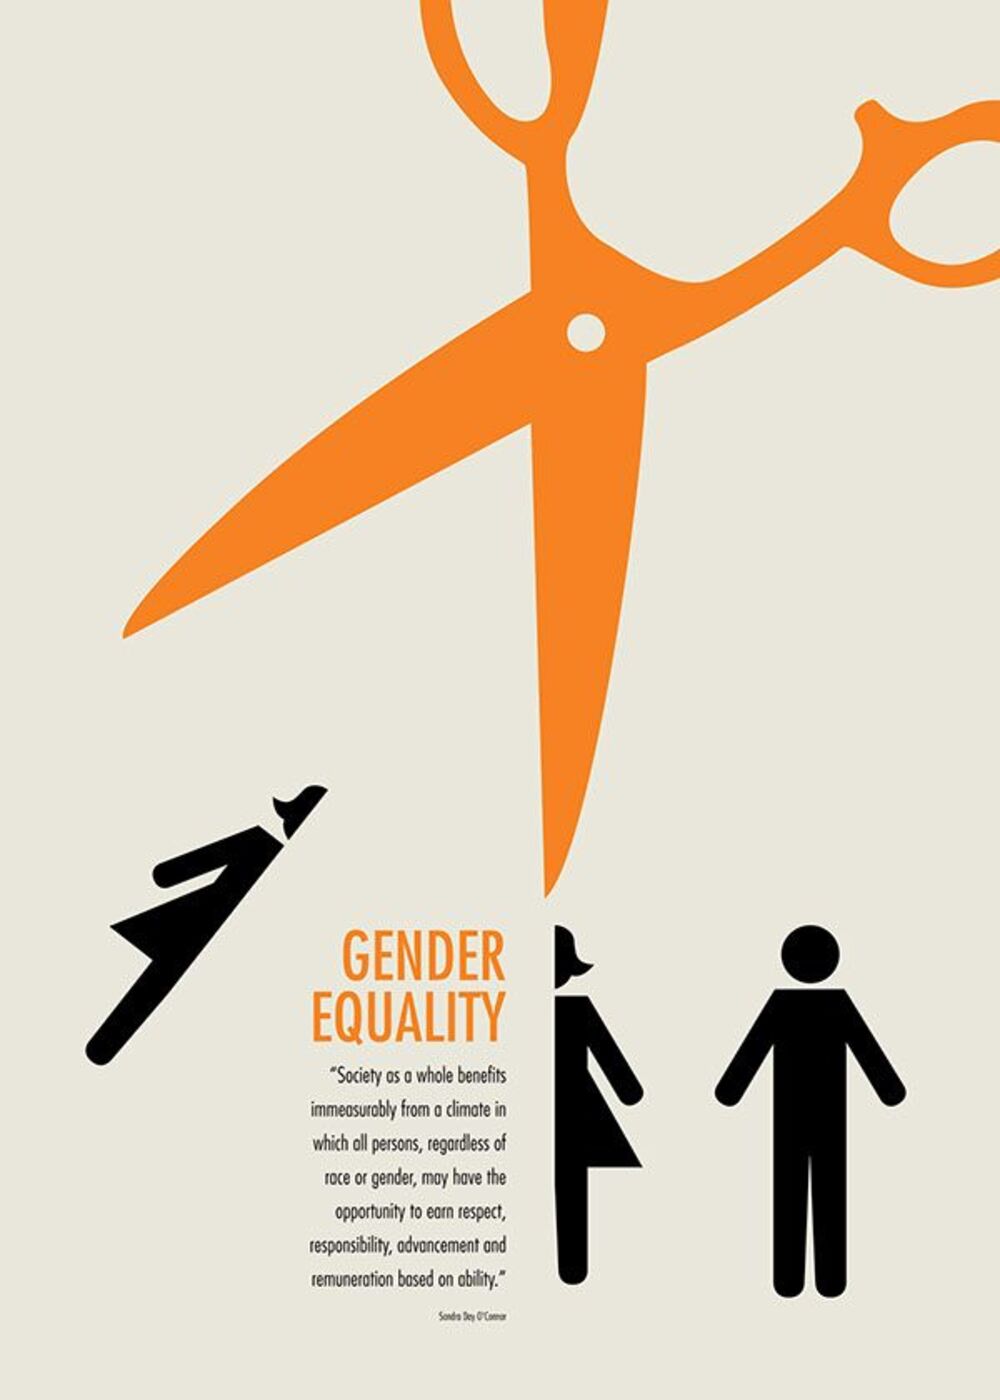 GENDER
EQUALITY
“Society as a whole benefits
immeasurably from a climate in
which all persons, regardless of
race or gender, may have the
opportunity to earn respect,
responsibility, advancement and
remuneration based on ability.”
Sandra Day O'Connor